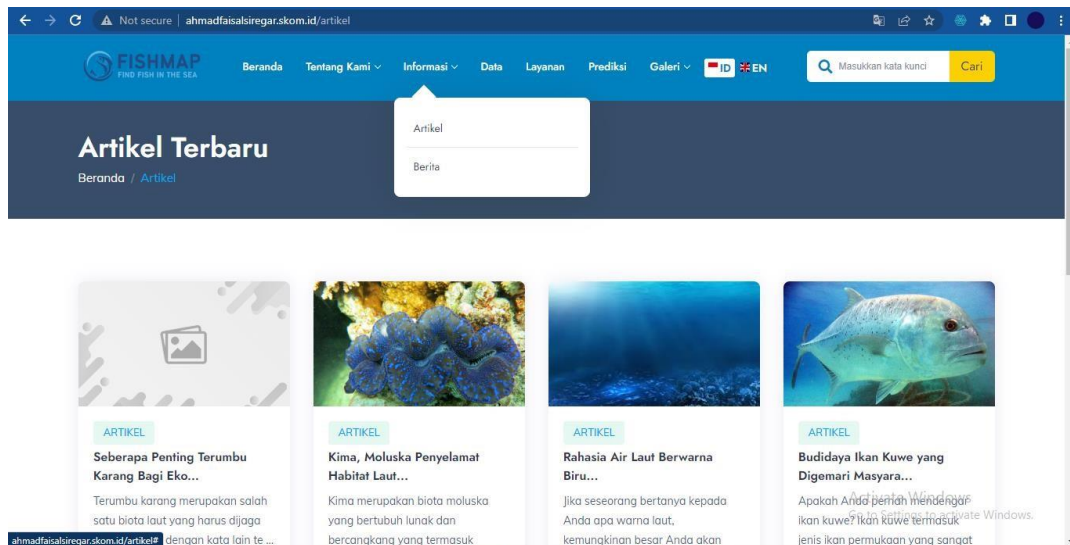 Not secure | ahmadfaisalsiregar.skom.id/artikel
FISHMAP
FIND FISH IN THE SEA
Beranda Tentang Kami Informasi Data Layanan Prediksi Galeri ID EN
Masukkan kata kunci Cari
Artikel
Berita
Artikel Terbaru
Beranda / Artikel
ARTIKEL
Seberapa Penting Terumbu
Karang Bagi Eko...
Terumbu karang merupakan salah
satu biota laut yang harus dijaga
dengan kata lain te ...
ARTIKEL
Kima, Moluska Penyelamat
Habitat Laut...
Kima merupakan biota moluska
yang bertubuh lunak dan
bercangkang yang termasuk
ARTIKEL
Rahasia Air Laut Berwarna
Biru...
Jika seseorang bertanya kepada
Anda apa warna laut,
kemungkinan besar Anda akan
ARTIKEL
Budidaya Ikan Kuwe yang
Digemari Masyara...
Apakah Anda pernah mendengar
ikan kuwe? Ikan kuwe termasuk
jenis ikan permukaan yang sangat
Activate Windows
Go to Settings to activate Windows.
ahmadfaisalsiregar.skom.id/artikel#